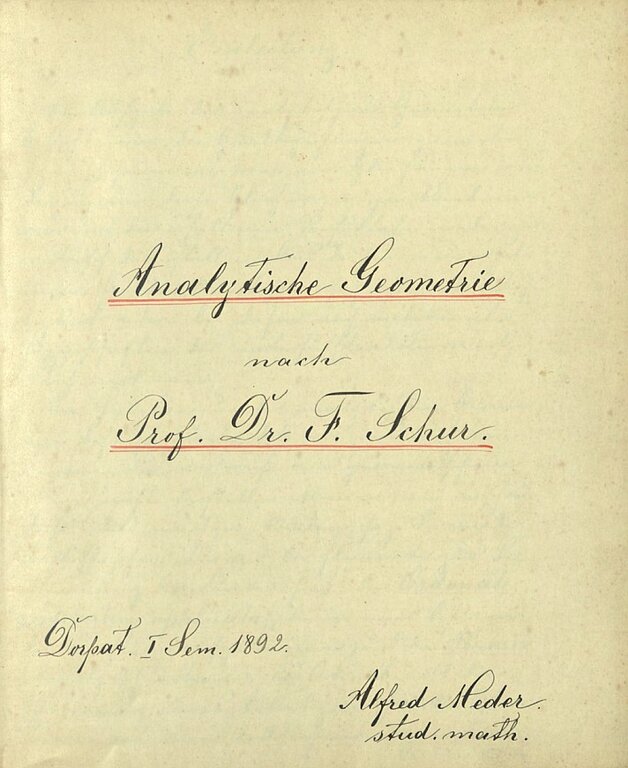 Analytische Geometrie
nach
Prof. Dr. F. Schur.
Dorpat. I Sem. 1892.
Alfred Meder.
stud. math.